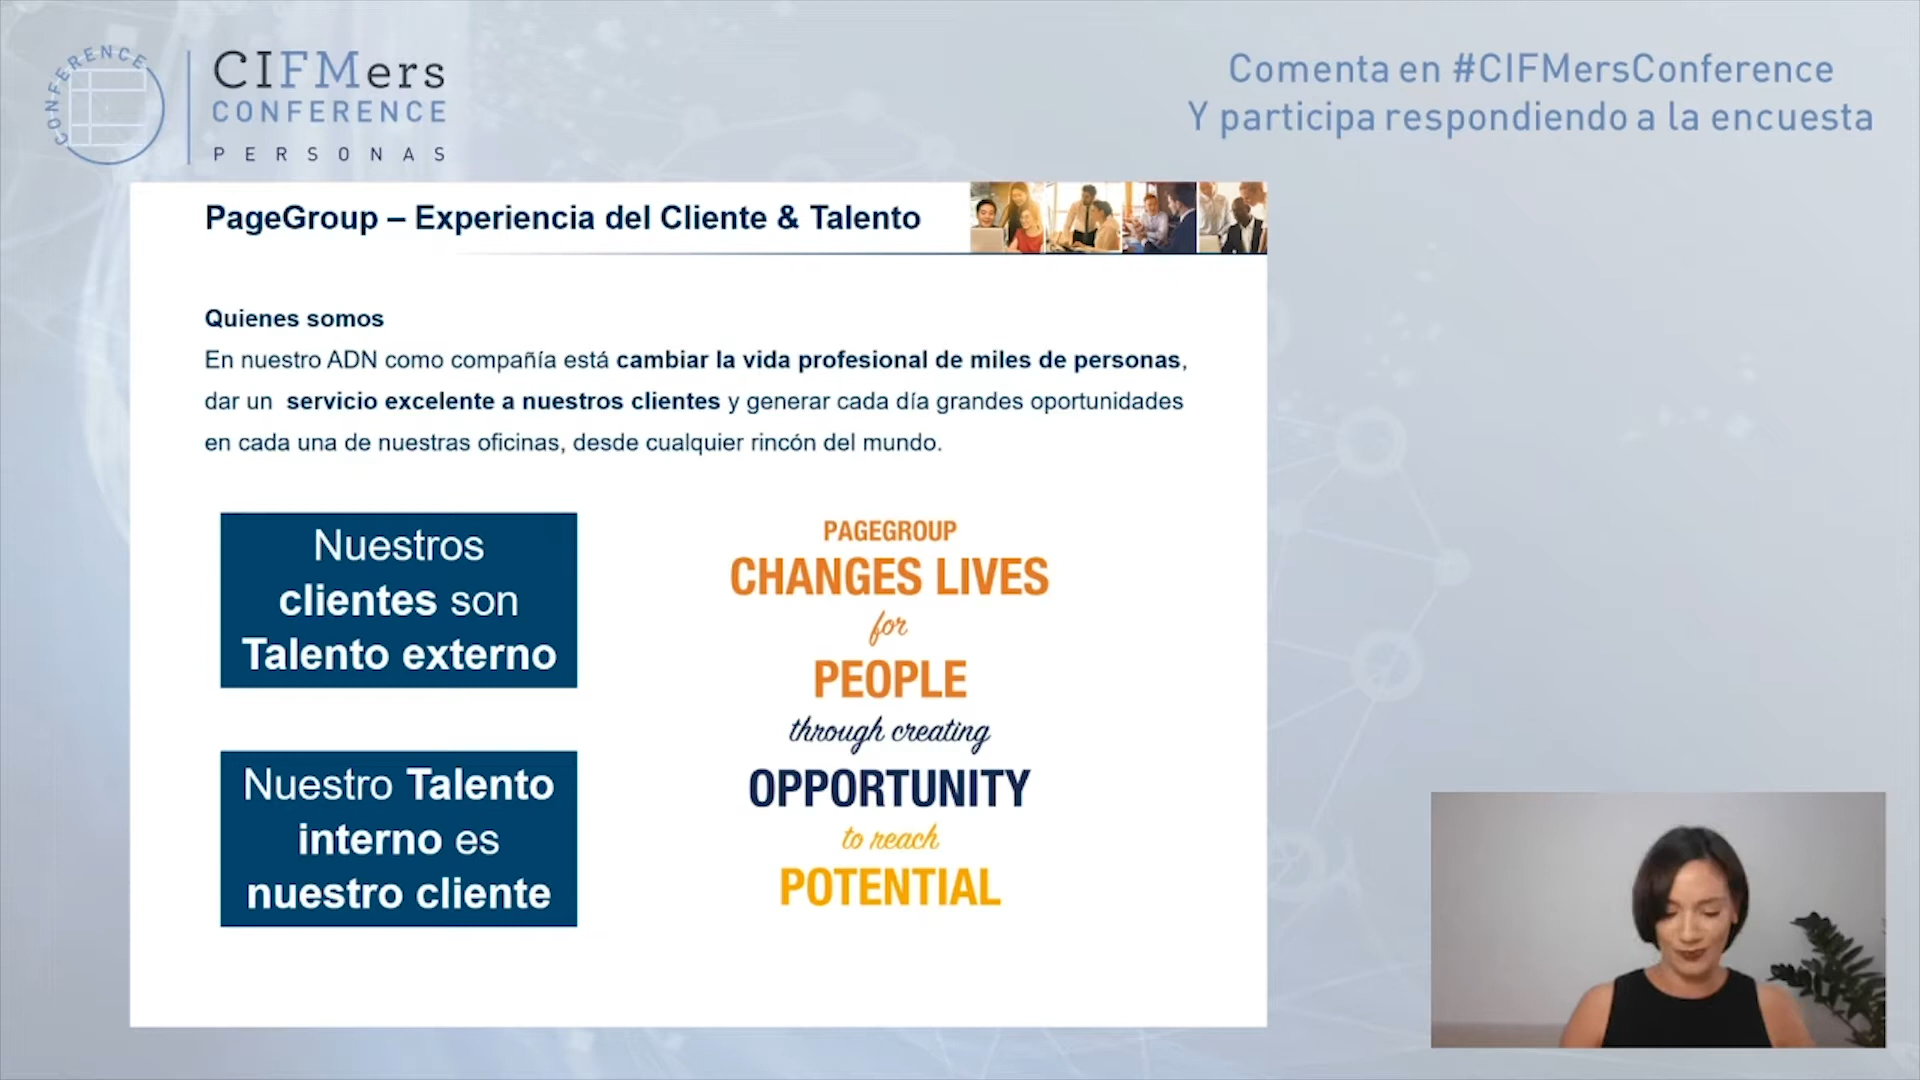 CONFERENCE
CIFMers
CONFERENCE
PERSONAS
Comenta en #CIFMersConference
Y participa respondiendo a la encuesta
PageGroup – Experiencia del Cliente & Talento
Quienes somos
En nuestro ADN como compañía está cambiar la vida profesional de miles de personas,
dar un servicio excelente a nuestros clientes y generar cada día grandes oportunidades
en cada una de nuestras oficinas, desde cualquier rincón del mundo.
Nuestros
clientes son
Talento externo
Nuestro Talento
interno es
nuestro cliente
PAGEGROUP
CHANGES LIVES
for
PEOPLE
through creating
OPPORTUNITY
to reach
POTENTIAL